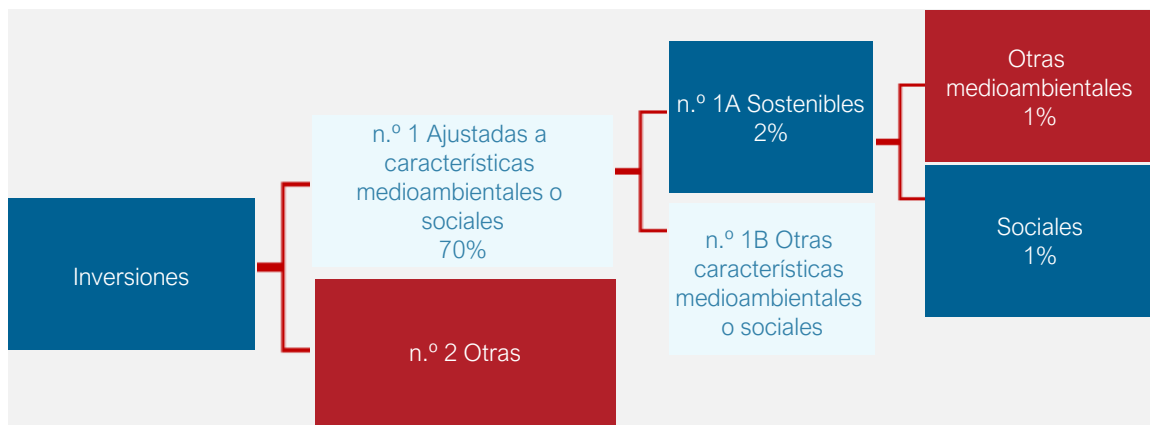 Inversiones
n.º 1 Ajustadas a
características
medioambientales o
sociales
70%
n.º 2 Otras
n.º 1A Sostenibles
2%
n.º 1B Otras
características
medioambientales
o sociales
Otras
medioambientales
1%
Sociales
1%